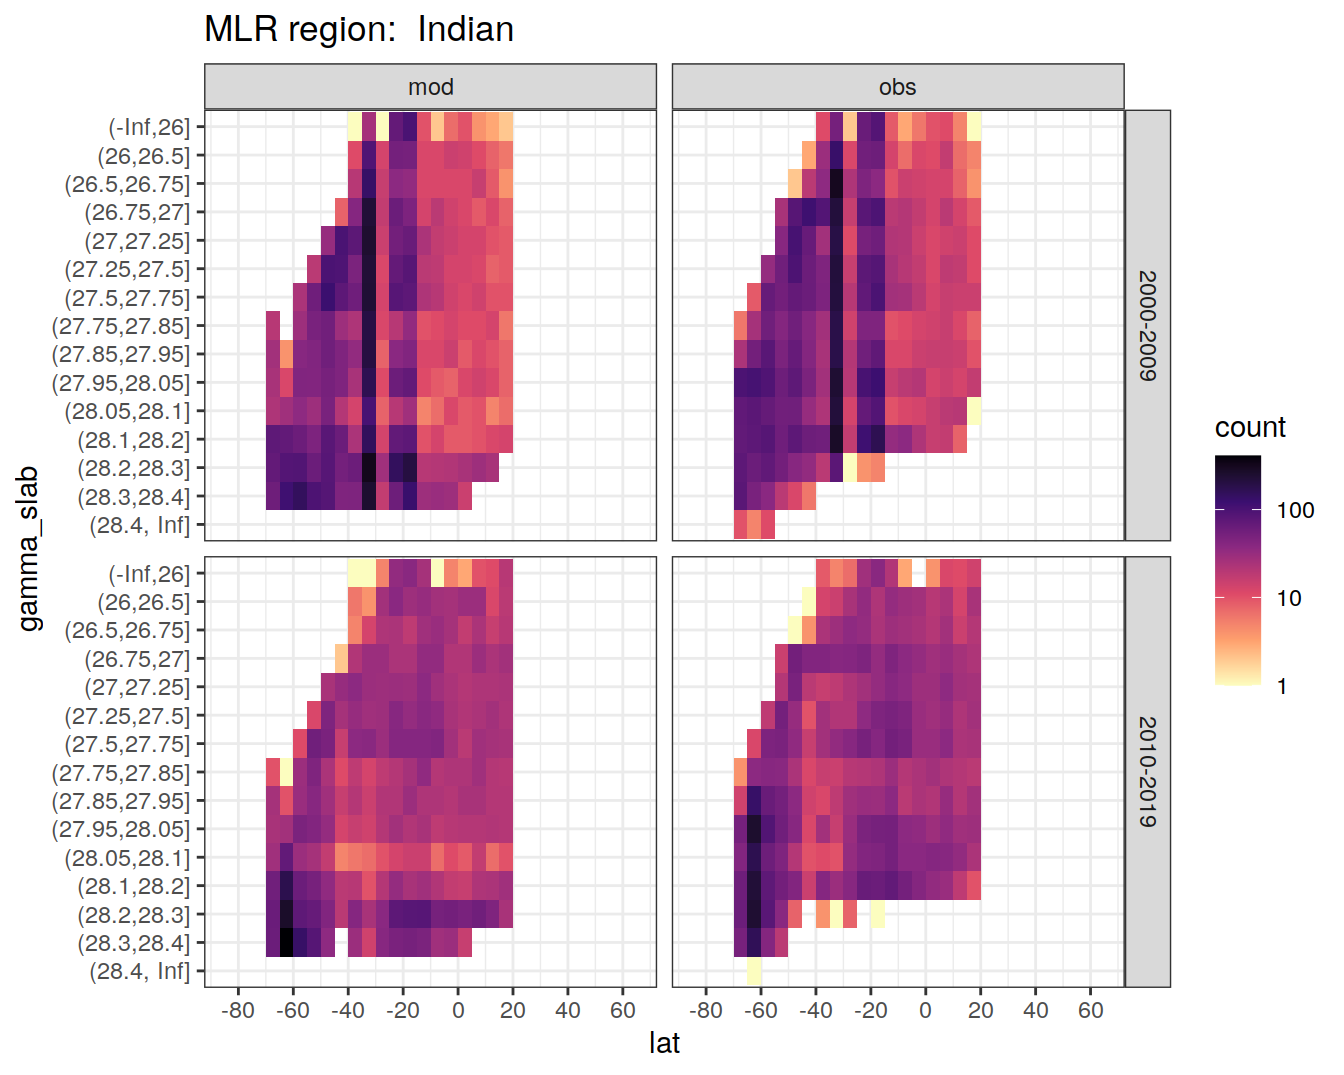 MLR region:  Indian
mod
obs
(-Inf,26]
(26,26.5]
(26.5,26.75]
(26.75,27]
(27,27.25]
(27.25,27.5]
(27.5,27.75]
(27.75,27.85]
(27.85,27.95]
(27.95,28.05]
(28.05,28.1]
(28.1,28.2]
(28.2,28.3]
(28.3,28.4]
(28.4, Inf]
2000-2009
(-Inf,26]
(26,26.5]
(26.5,26.75]
(26.75,27]
(27,27.25]
(27.25,27.5]
(27.5,27.75]
(27.75,27.85]
(27.85,27.95]
(27.95,28.05]
(28.05,28.1]
(28.1,28.2]
(28.2,28.3]
(28.3,28.4]
(28.4, Inf]
2010-2019
gamma_slab
-80 -60 -40 -20 0 20 40 60
-80 -60 -40 -20 0 20 40 60
lat
count
100
10
1